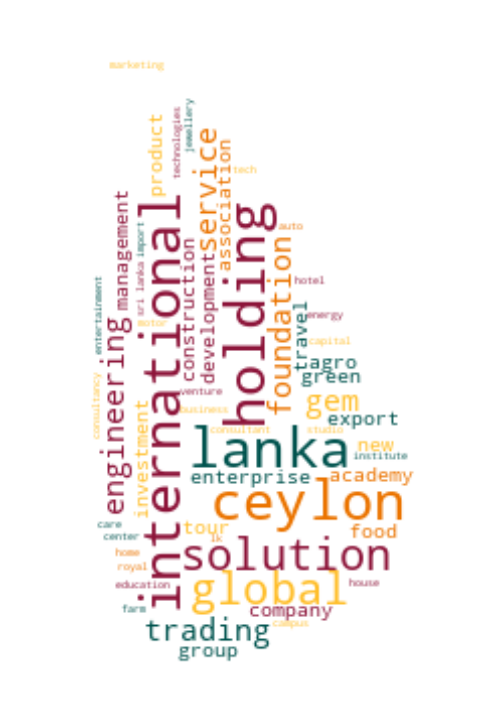 marketing
product
technologies
jewellery
service
association
tech
management
international
holding
import
sri lanka
auto
construction
development
foundation
hotel
entertainment
travel
energy
motor
engineering
capital
agro
green
venture
consultancy
investment
business
gem
export
consultant
studio
lanka
new
institute
enterprise
academy
ceylon
care
tour
food
center
lk
home
solution
royal
education
global
house
farm
company
trading
campus
group